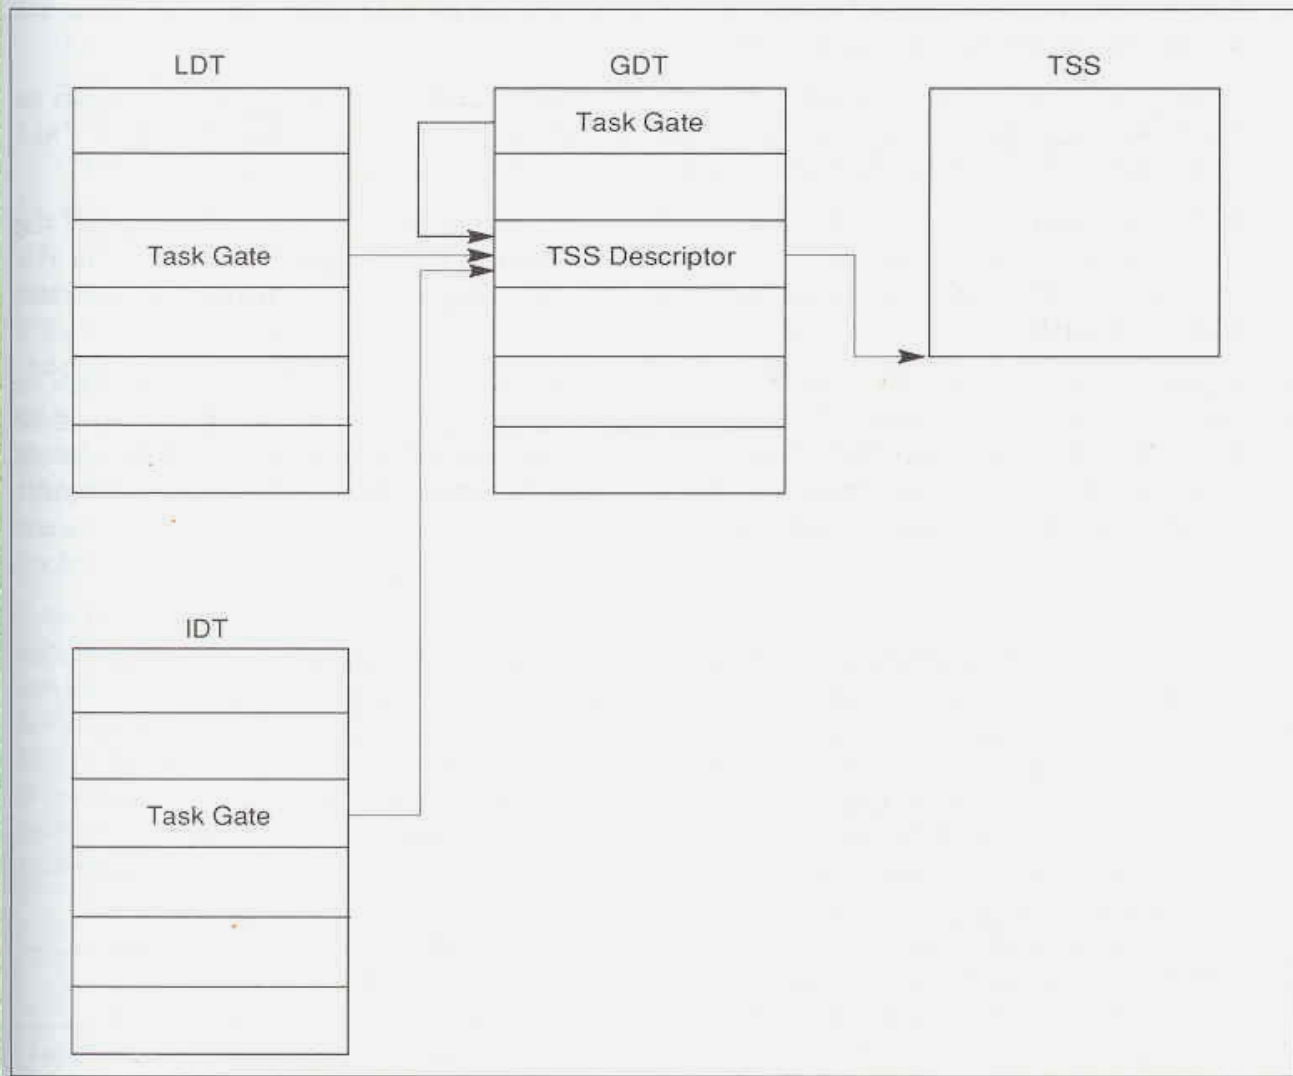 LDT
GDT
TSS
Task Gate
Task Gate
TSS Descriptor
IDT
Task Gate